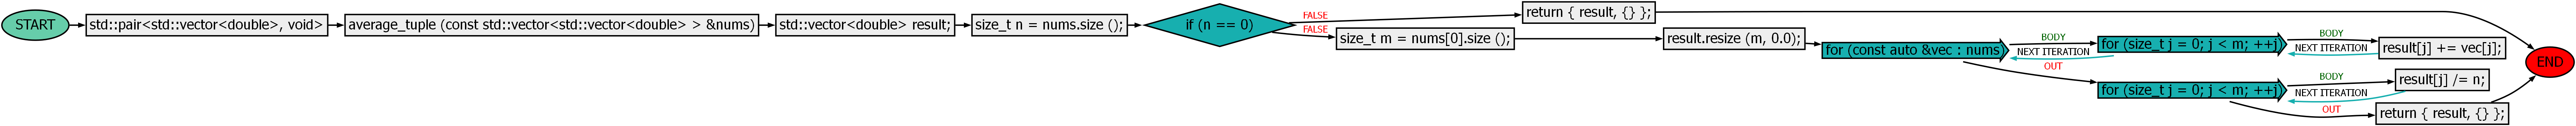 START
std::pair<std::vector<double>, void>
average_tuple (const std::vector<std::vector<double> > &nums)
std::vector<double> result;
size_t n = nums.size ();
if (n == 0)
FALSE
return { result, {} };
FALSE
size_t m = nums[0].size ();
result.resize (m, 0.0);
for (const auto &vec : nums)
BODY
NEXT ITERATION
for (size_t j = 0; j < m; ++j)
BODY
NEXT ITERATION
result[j] += vec[j];
OUT
for (size_t j = 0; j < m; ++j)
BODY
NEXT ITERATION
result[j] /= n;
OUT
return { result, {} };
END